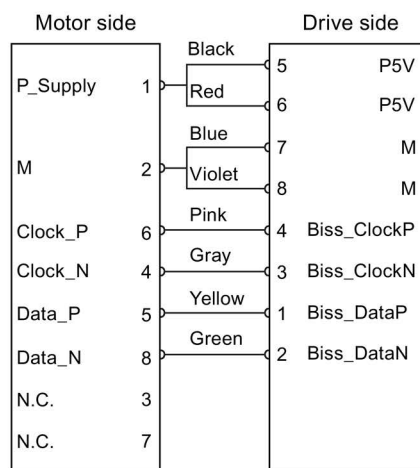 Motor side Drive side
Black
5 P5V
P_Supply 1
Red
6 P5V
Blue
7 M
M 2
Violet
8 M
Pink
Clock_P 6 4 Biss_ClockP
Gray
Clock_N 4 3 Biss_ClockN
Yellow
Data_P 5 1 Biss_DataP
Green
Data_N 8 2 Biss_DataN
N.C. 3
N.C. 7